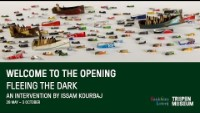 WELCOME TO THE OPENING
FLEEING THE DARK
AN INTERVENTION BY ISSAM KOURBAJ
TROPEN
MUSEUM